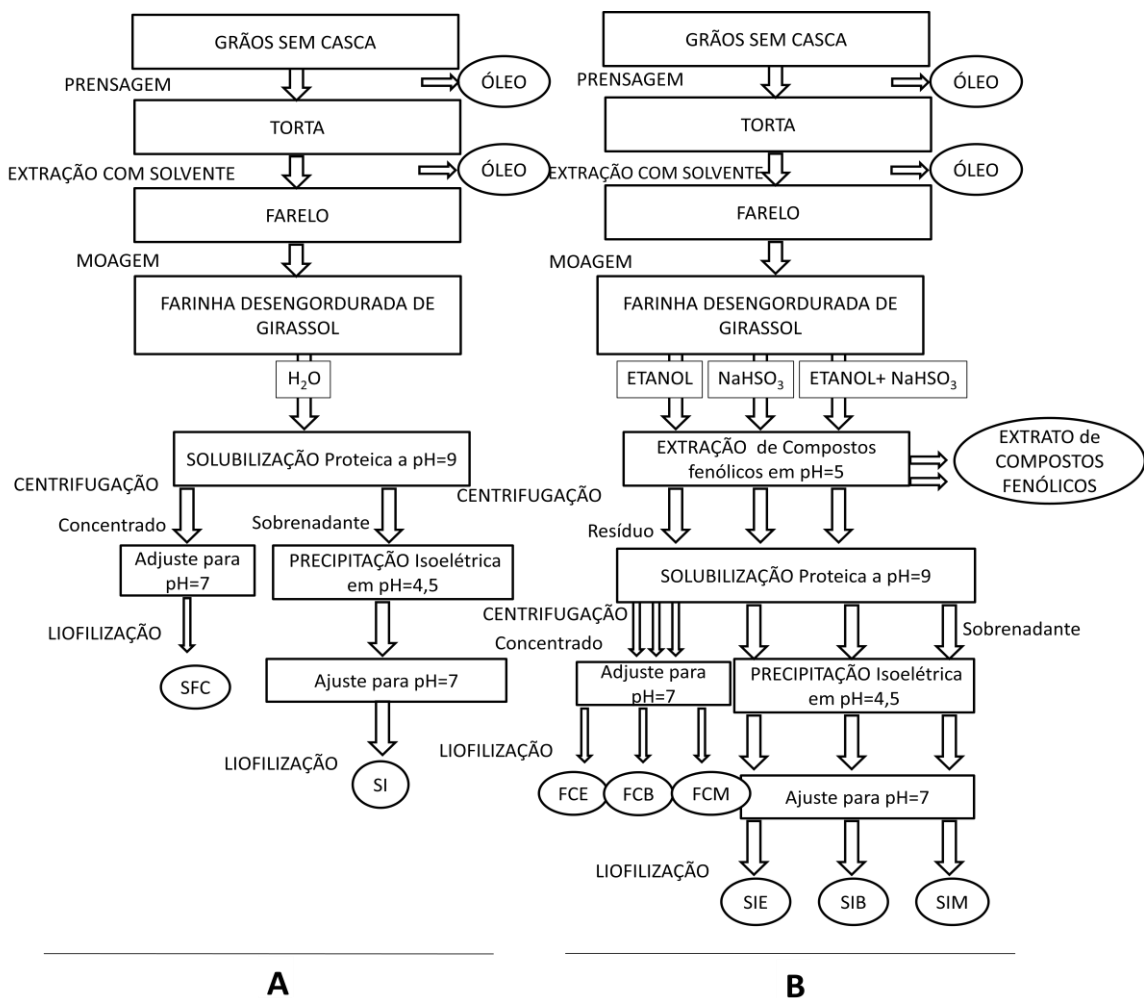 GRÃOS SEM CASCA
PRENSAGEM
ÓLEO
TORTA
EXTRAÇÃO COM SOLVENTE
ÓLEO
FARELO
MOAGEM
FARINHA DESENGORDURADA DE
GIRASSOL
H₂O
SOLUBILIZAÇÃO Proteica a pH=9
CENTRIFUGAÇÃO
Concentrado
Sobrenadante
Adjuste para
pH=7
PRECIPITAÇÃO Isoelétrica
em pH=4,5
LIOFILIZAÇÃO
SFC
Ajuste para pH=7
LIOFILIZAÇÃO
SI
A
GRÃOS SEM CASCA
PRENSAGEM
ÓLEO
TORTA
EXTRAÇÃO COM SOLVENTE
ÓLEO
FARELO
MOAGEM
FARINHA DESENGORDURADA DE
GIRASSOL
ETANOL
NaHSO₃
ETANOL+ NaHSO₃
EXTRAÇÃO de Compostos
fenólicos em pH=5
EXTRATO de
COMPOSTOS
FENÓLICOS
CENTRIFUGAÇÃO
Resíduo
SOLUBILIZAÇÃO Proteica a pH=9
CENTRIFUGAÇÃO
Concentrado
Sobrenadante
Adjuste para
pH=7
PRECIPITAÇÃO Isoelétrica
em pH=4,5
LIOFILIZAÇÃO
FCE
FCB
FCM
Ajuste para pH=7
LIOFILIZAÇÃO
SIE
SIB
SIM
B